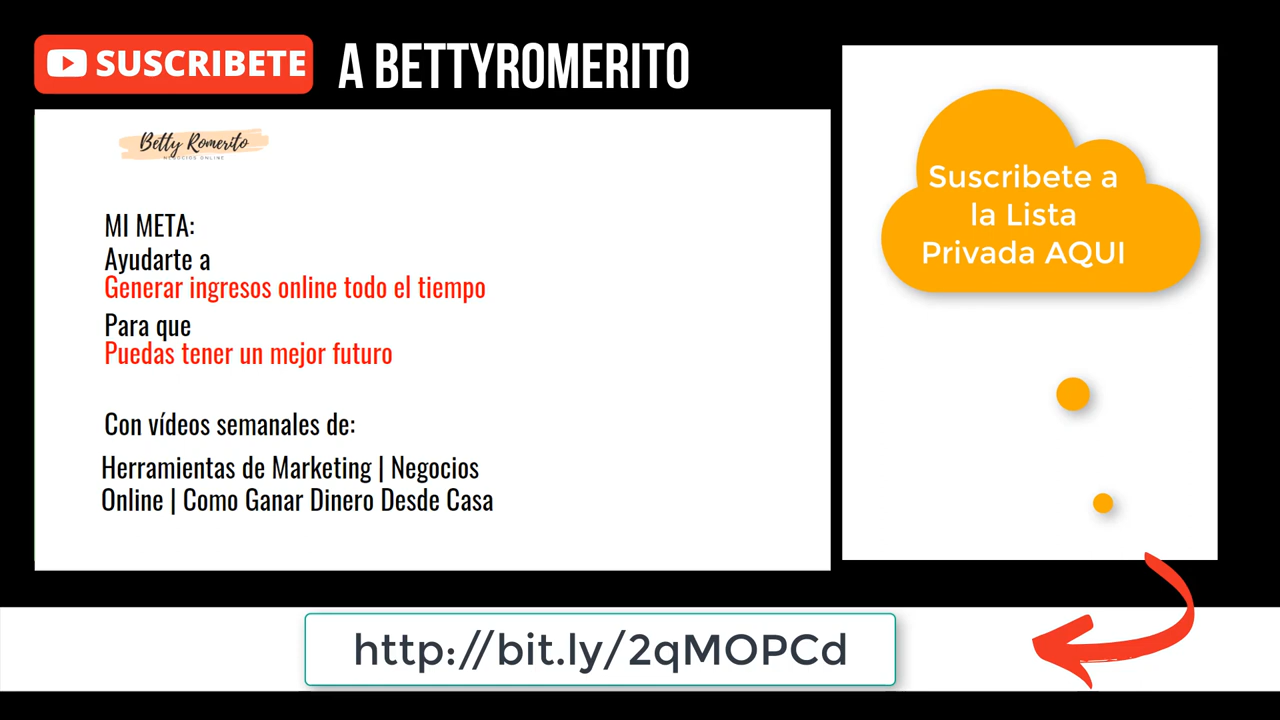 SUSCRIBETE A BETTYROMERITO
Betty Romerito
NEGOCIOS ONLINE
MI META:
Ayudarte a
Generar ingresos online todo el tiempo
Para que
Puedas tener un mejor futuro
Con vídeos semanales de:
Herramientas de Marketing | Negocios
Online | Como Ganar Dinero Desde Casa
Suscribete a
la Lista
Privada AQUI
http://bit.ly/2qMOPCd